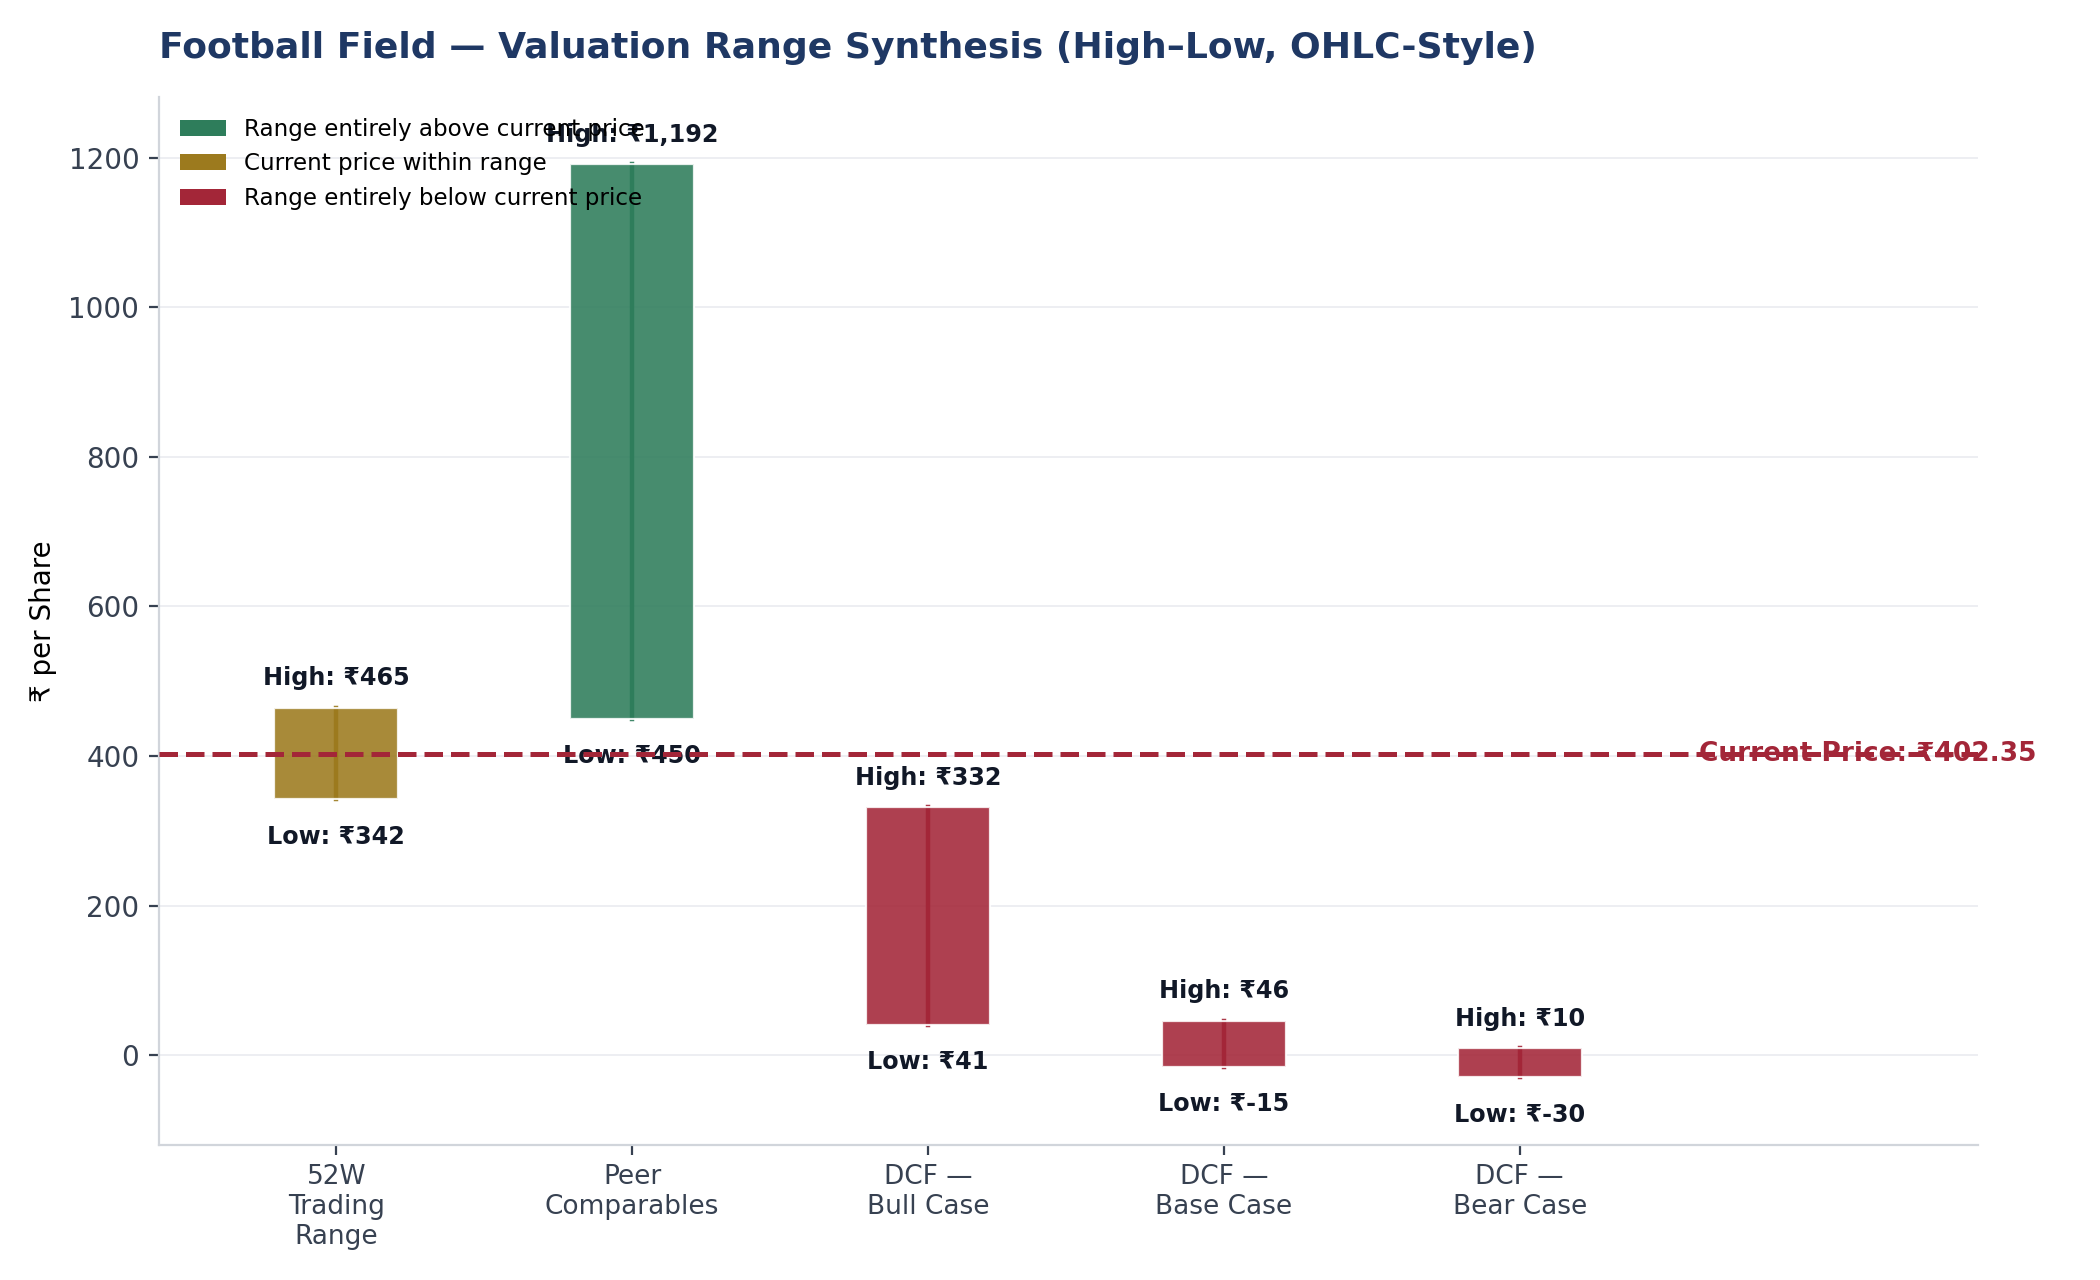 Football Field — Valuation Range Synthesis (High–Low, OHLC-Style)
Range entirely above current price
Current price within range
Range entirely below current price
High: ₹1,192
1200
1000
800
600
400
200
0
₹ per Share
High: ₹465
Low: ₹342
Low: ₹450
High: ₹332
Low: ₹41
High: ₹46
Low: ₹-15
High: ₹10
Low: ₹-30
Current Price: ₹402.35
52W
Trading
Range
Peer
Comparables
DCF —
Bull Case
DCF —
Base Case
DCF —
Bear Case